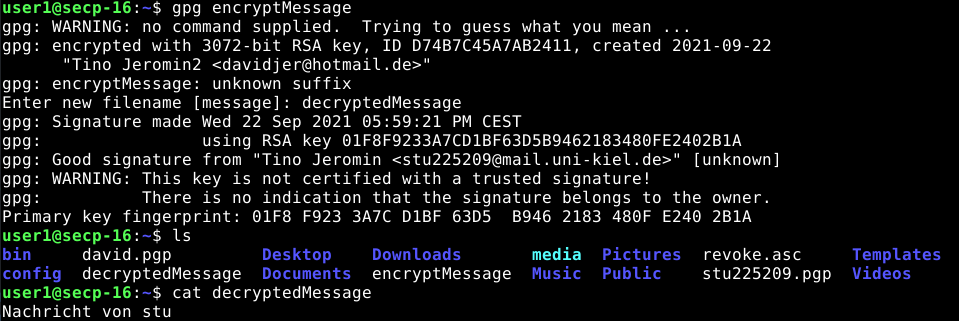 user1@secp-16:~$ gpg encryptMessage
gpg: WARNING: no command supplied.  Trying to guess what you mean ...
gpg: encrypted with 3072-bit RSA key, ID D74B7C45A7AB2411, created 2021-09-22
      "Tino Jeromin2 <davidjer@hotmail.de>"
gpg: encryptMessage: unknown suffix
Enter new filename [message]: decryptedMessage
gpg: Signature made Wed 22 Sep 2021 05:59:21 PM CEST
gpg:                using RSA key 01F8F9233A7CD1BF63D5B9462183480FE2402B1A
gpg: Good signature from "Tino Jeromin <stu225209@mail.uni-kiel.de>" [unknown]
gpg: WARNING: This key is not certified with a trusted signature!
gpg:          There is no indication that the signature belongs to the owner.
Primary key fingerprint: 01F8 F923 3A7C D1BF 63D5  B946 2183 480F E240 2B1A
user1@secp-16:~$ ls
bin     david.pgp         Desktop    Downloads       media  Pictures  revoke.asc     Templates
config  decryptedMessage  Documents  encryptMessage  Music  Public    stu225209.pgp  Videos
user1@secp-16:~$ cat decryptedMessage
Nachricht von stu